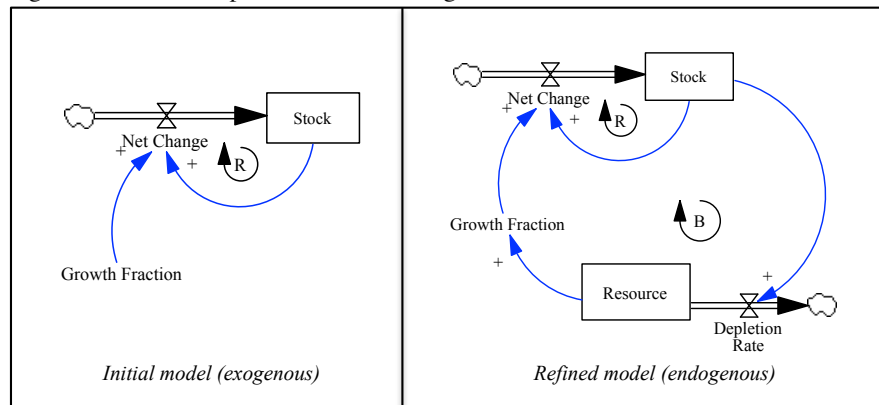 Stock
Net Change
+
+
R
Growth Fraction
Initial model (exogenous)
Stock
Net Change
+
+
R
B
Growth Fraction
+
+
Resource
Depletion
Rate
Refined model (endogenous)